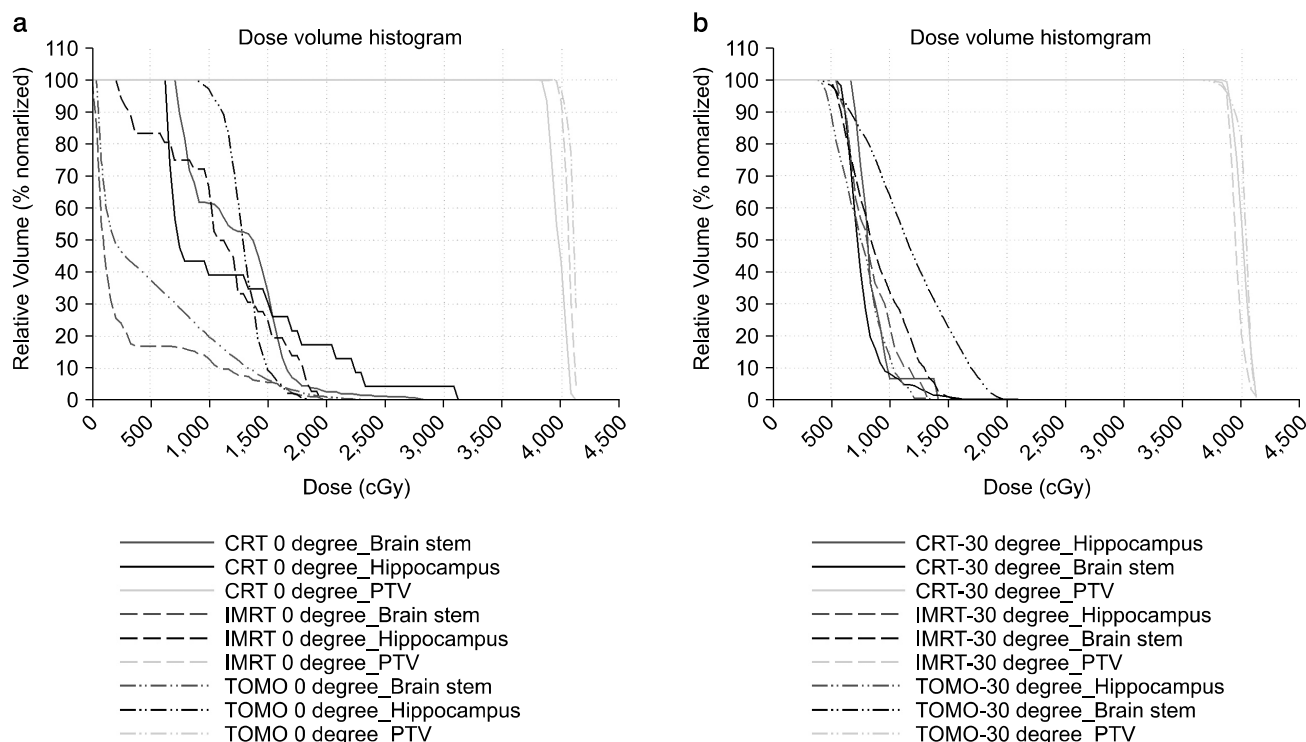 a
Dose volume histogram
Relative Volume (% nomarlized)
110
100
90
80
70
60
50
40
30
20
10
0
0
500
1,000
1,500
2,000
2,500
3,000
3,500
4,000
4,500
Dose (cGy)
CRT 0 degree_Brain stem
CRT 0 degree_Hippocampus
CRT 0 degree_PTV
IMRT 0 degree_Brain stem
IMRT 0 degree_Hippocampus
IMRT 0 degree_PTV
TOMO 0 degree_Brain stem
TOMO 0 degree_Hippocampus
TOMO 0 degree_PTV
b
Dose volume histomgram
Relative Volume (% nomarlized)
110
100
90
80
70
60
50
40
30
20
10
0
0
500
1,000
1,500
2,000
2,500
3,000
3,500
4,000
4,500
Dose (cGy)
CRT-30 degree_Hippocampus
CRT-30 degree_Brain stem
CRT-30 degree_PTV
IMRT-30 degree_Hippocampus
IMRT-30 degree_Brain stem
IMRT-30 degree_PTV
TOMO-30 degree_Hippocampus
TOMO-30 degree_Brain stem
TOMO-30 degree_PTV